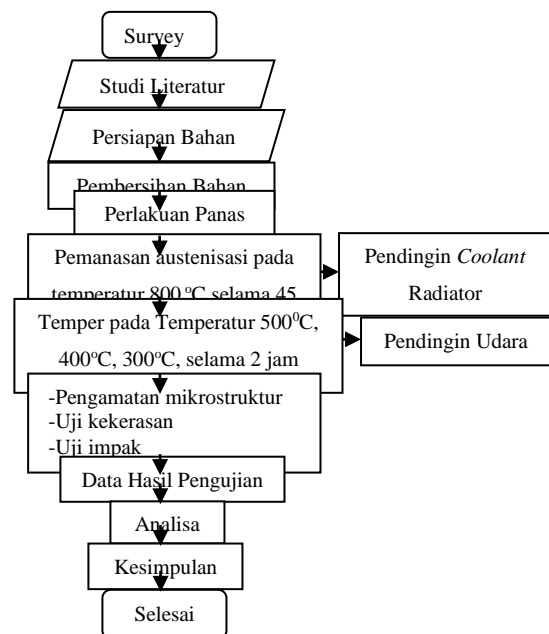 Survey
Studi Literatur
Persiapan Bahan
Pembersihan Bahan
Perlakuan Panas
Pemanasan austenisasi pada
temperatur 800 ºC selama 45
Pendingin Coolant
Radiator
Temper pada Temperatur 500⁰C,
400ºC, 300ºC, selama 2 jam
Pendingin Udara
-Pengamatan mikrostruktur
-Uji kekerasan
-Uji impak
Data Hasil Pengujian
Analisa
Kesimpulan
Selesai